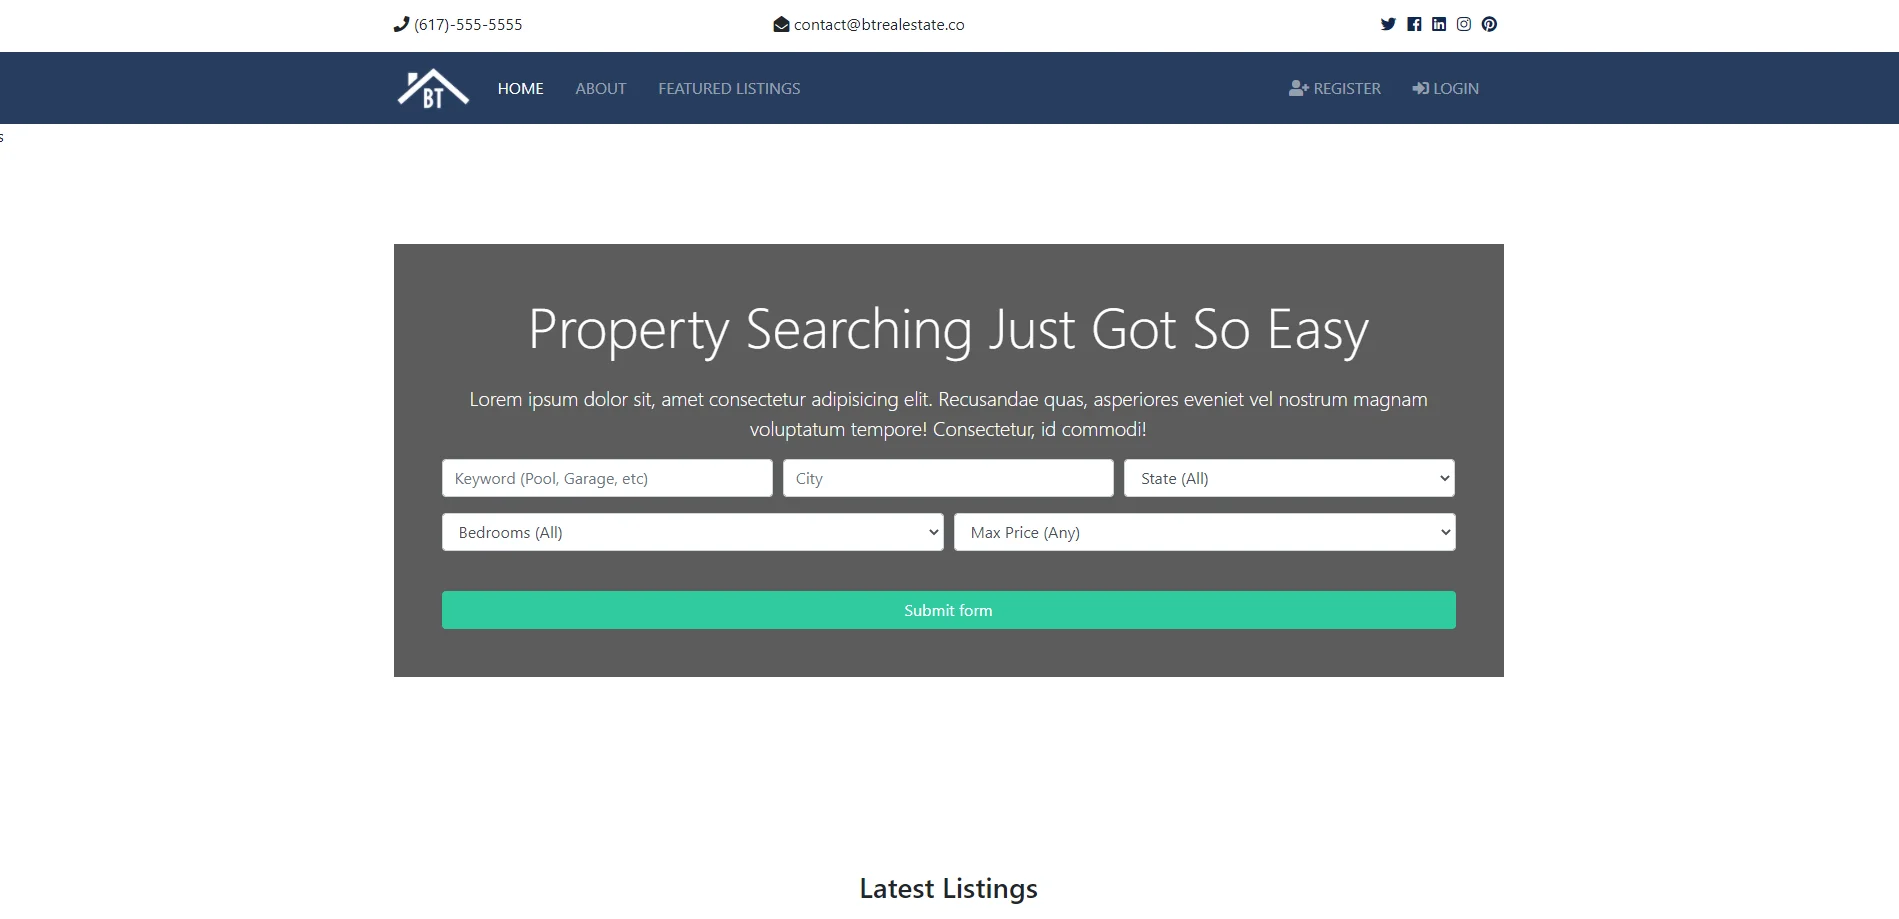 (617)-555-5555
contact@btrealestate.co
BT
HOME
ABOUT
FEATURED LISTINGS
REGISTER
LOGIN
s
Property Searching Just Got So Easy
Lorem ipsum dolor sit, amet consectetur adipisicing elit. Recusandae quas, asperiores eveniet vel nostrum magnam
voluptatum tempore! Consectetur, id commodi!
Keyword (Pool, Garage, etc)
City
State (All)
Bedrooms (All)
Max Price (Any)
Submit form
Latest Listings